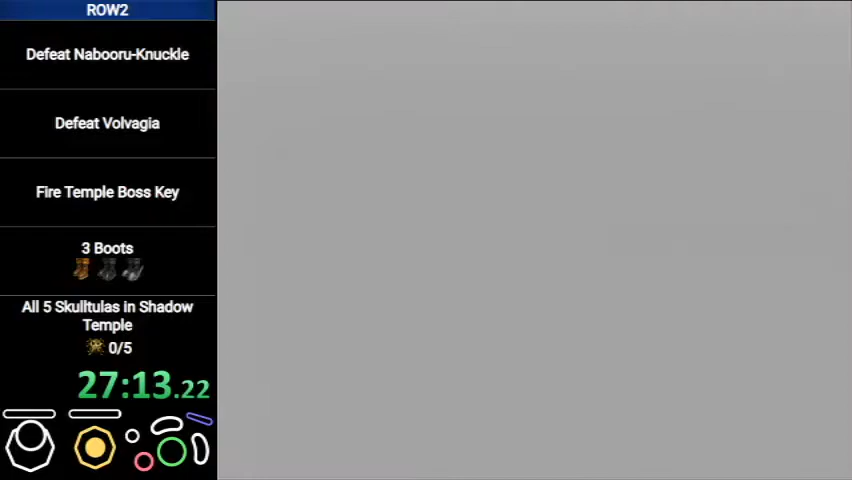 ROW2
Defeat Nabooru-Knuckle
Defeat Volvagia
Fire Temple Boss Key
3 Boots
All 5 Skulltulas in Shadow
Temple
0/5
27:13.22